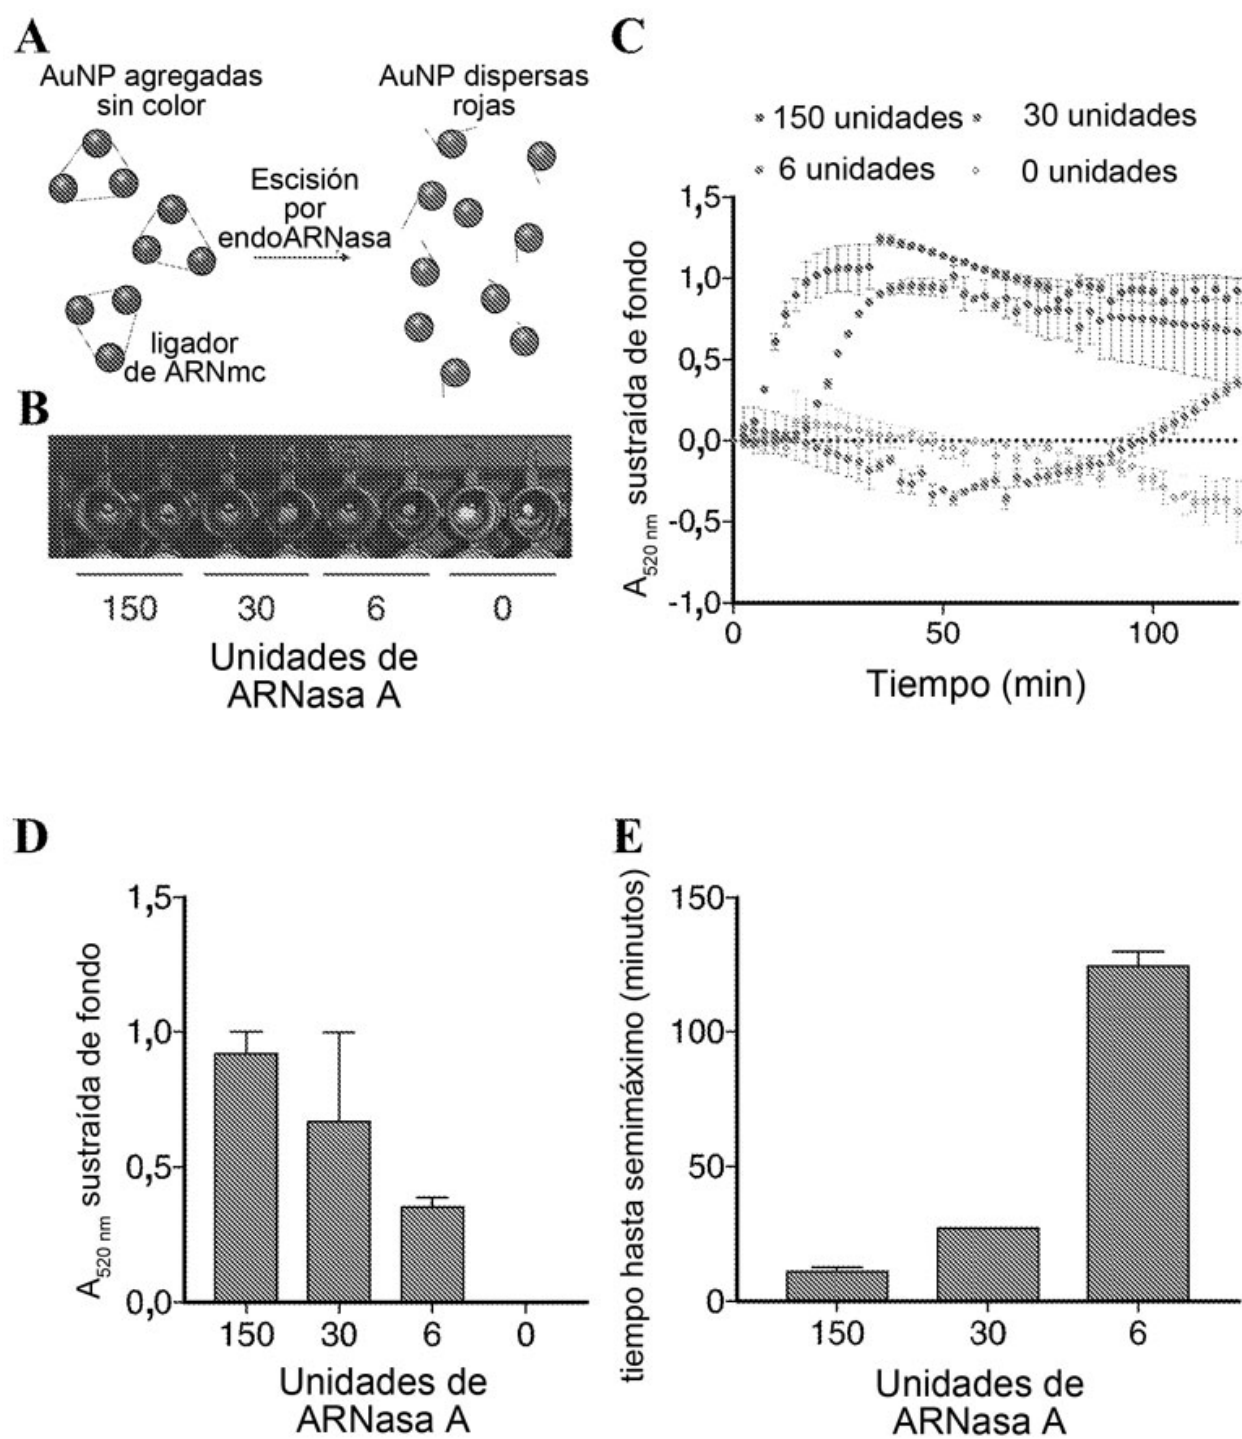 A
AuNP agregadas
sin color
AuNP dispersas
rojas
Escisión
por
endoARNasa
ligador
de ARNmc
B
150
30
6
0
Unidades de
ARNasa A
C
150 unidades
30 unidades
6 unidades
0 unidades
A520 nm sustraída de fondo
1,5
1,0
0,5
0,0
-0,5
-1,0
0
50
100
Tiempo (min)
D
A520 nm sustraída de fondo
1,5
1,0
0,5
0,0
150
30
6
0
Unidades de
ARNasa A
E
tiempo hasta semimáximo (minutos)
150
100
50
0
150
30
6
Unidades de
ARNasa A